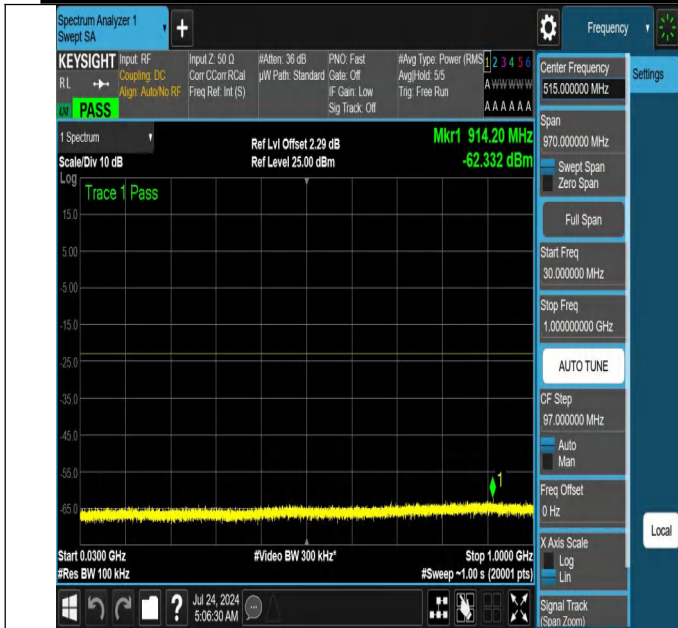 Spectrum Analyzer 1
Swept SA
+
Frequency
KEYSIGHT
RL
PASS
Input: RF
Coupling: DC
Align: Auto/No RF
Input Z: 50 Ω
Corr CCorr RCal
Freq Ref: Int (S)
#Atten: 36 dB
µW Path: Standard
PNO: Fast
Gate: Off
IF Gain: Low
Sig Track: Off
#Avg Type: Power (RMS
Avg|Hold: 5/5
Trig: Free Run
1 2 3 4 5 6
A W W W W W
A A A A A A
Center Frequency
515.000000 MHz
Settings
Span
970.000000 MHz
Swept Span
Zero Span
Full Span
Start Freq
30.000000 MHz
Stop Freq
1.000000000 GHz
AUTO TUNE
CF Step
97.000000 MHz
Auto
Man
Freq Offset
0 Hz
X Axis Scale
Log
Lin
Signal Track
(Span Zoom)
Local
1 Spectrum
Scale/Div 10 dB
Ref Lvl Offset 2.29 dB
Ref Level 25.00 dBm
Mkr1 914.20 MHz
-62.332 dBm
Log
Trace 1 Pass
15.0
5.00
-5.00
-15.0
-25.0
-35.0
-45.0
-55.0
-65.0
1
Start 0.0300 GHz
#Res BW 100 kHz
#Video BW 300 kHz*
Stop 1.0000 GHz
#Sweep ~1.00 s (20001 pts)
?
Jul 24, 2024
5:06:30 AM